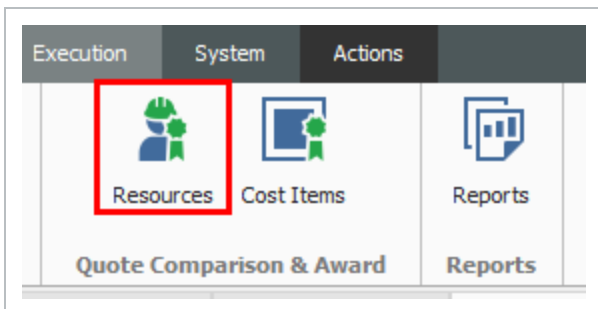 Execution System Actions
Resources Cost Items Reports
Quote Comparison & Award Reports